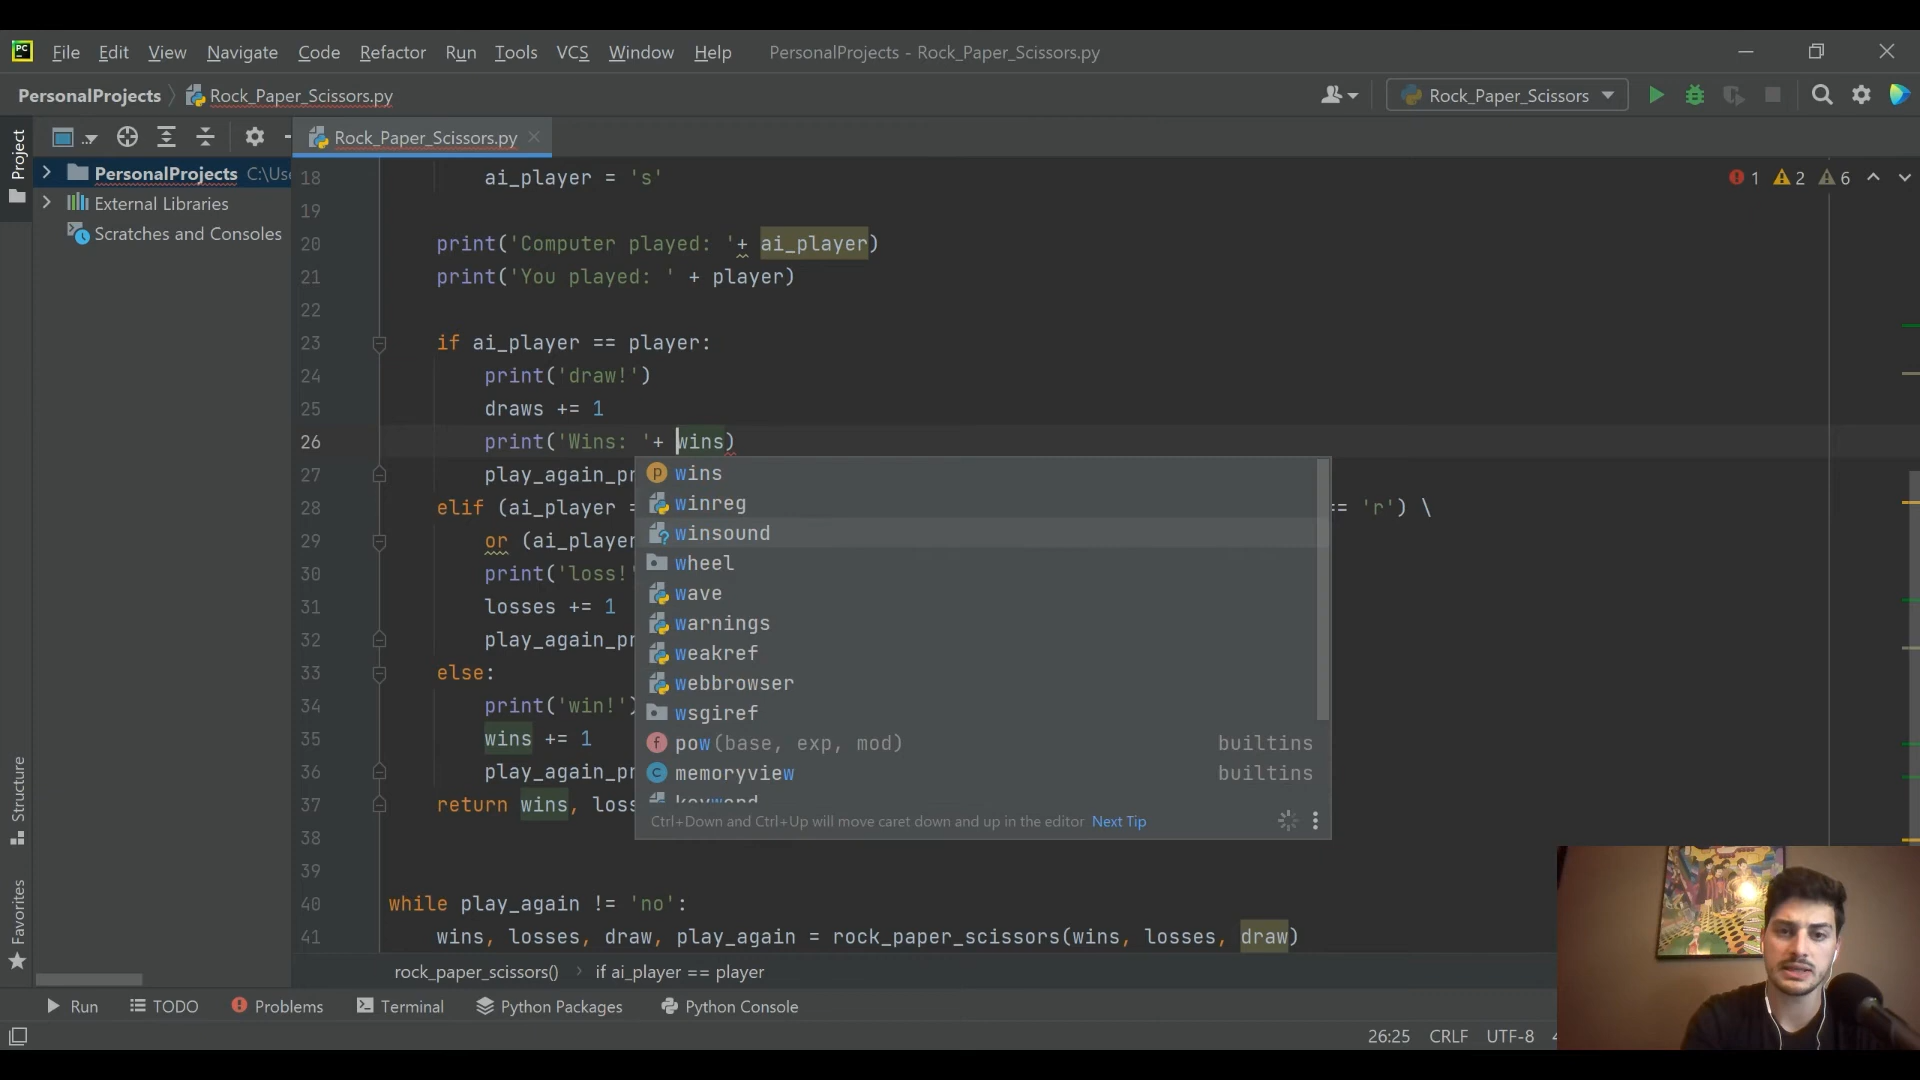 PC File Edit View Navigate Code Refactor Run Tools VCS Window Help PersonalProjects - Rock_Paper_Scissors.py
PersonalProjects Rock_Paper_Scissors.py Rock_Paper_Scissors
Project
Rock_Paper_Scissors.py
PersonalProjects C:\Use
External Libraries
Scratches and Consoles
1 2 6
18 ai_player = 's'
19
20 print('Computer played: '+ ai_player)
21 print('You played: ' + player)
22
23 if ai_player == player:
24 print('draw!')
25 draws += 1
26 print('Wins: '+ wins)
27 play_again_pr
28 elif (ai_player = == 'r') \
29 or (ai_player
30 print('loss!'
31 losses += 1
32 play_again_pr
33 else:
34 print('win!')
35 wins += 1
36 play_again_pr
37 return wins, loss
38
39
40 while play_again != 'no':
41 wins, losses, draw, play_again = rock_paper_scissors(wins, losses, draw)
p wins
winreg
winsound
wheel
wave
warnings
weakref
webbrowser
wsgiref
f pow(base, exp, mod) builtins
c memoryview builtins
keyword
Ctrl+Down and Ctrl+Up will move caret down and up in the editor Next Tip
Structure
Favorites
rock_paper_scissors() if ai_player == player
Run TODO Problems Terminal Python Packages Python Console
26:25 CRLF UTF-8